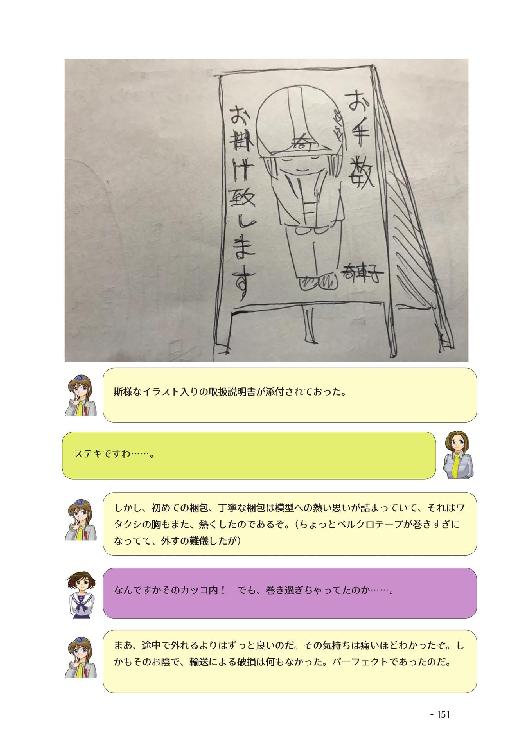 お手数
お掛け致します
斯様なイラスト入りの取扱説明書が添付されておった。
ステキですわ……。
しかし、初めての梱包、丁寧な梱包は模型への熱い思いが詰まっていて、それはワ
タクシの胸もまた、熱くしたのであるぞ。（ちょっとベルクロテープが巻きすぎに
なってて、外すの難儀したが）
なんですかそのカッコ内！　でも、巻き過ぎちゃってたのか……。
まあ、途中で外れるよりはずっと良いのだ。その気持ちは痛いほどわかったぞ。し
かもそのお陰で、輸送による破損は何もなかった。パーフェクトであったのだ。
- 151